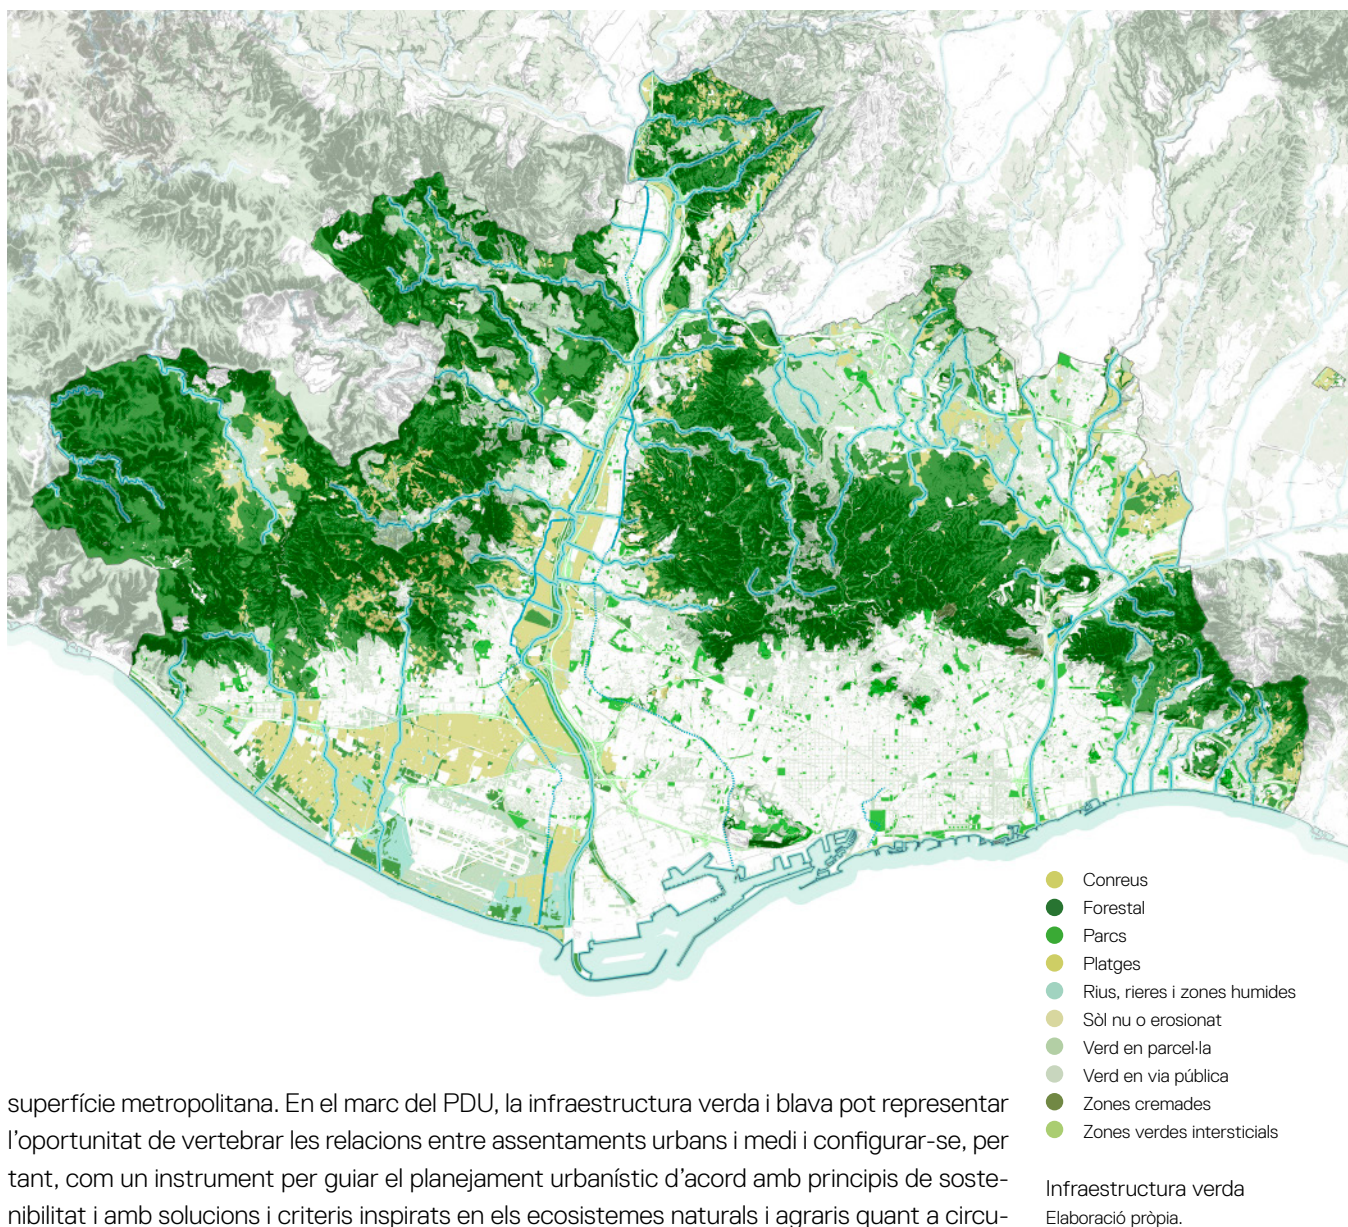 Conreus
Forestal
Parcs
Platges
Rius, rieres i zones humides
Sòl nu o erosionat
Verd en parcel·la
Verd en via pública
Zones cremades
Zones verdes intersticials
Infraestructura verda
Elaboració pròpia.
superfície metropolitana. En el marc del PDU, la infraestructura verda i blava pot representar
l'oportunitat de vertebrar les relacions entre assentaments urbans i medi i configurar-se, per
tant, com un instrument per guiar el planejament urbanístic d'acord amb principis de soste-
nibilitat i amb solucions i criteris inspirats en els ecosistemes naturals i agraris quant a circu-